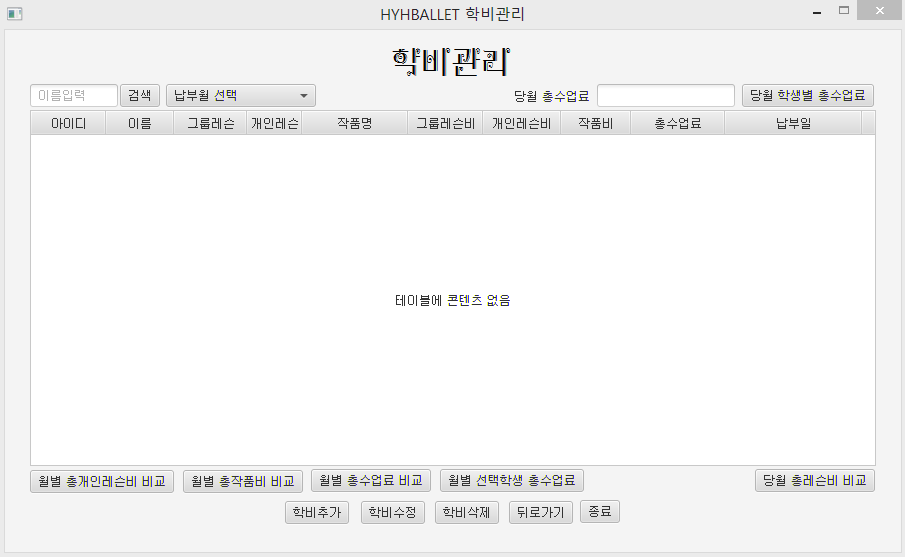 HYHBALLET 학비관리
학비관리
이름입력 검색 납부월 선택 당월 총수업료 당월 학생별 총수업료
아이디 이름 그룹레슨 개인레슨 작품명 그룹레슨비 개인레슨비 작품비 총수업료 납부일
테이블에 콘텐츠 없음
월별 총개인레슨비 비교 월별 총작품비 비교 월별 총수업료 비교 월별 선택학생 총수업료 당월 총레슨비 비교
학비추가 학비수정 학비삭제 뒤로가기 종료